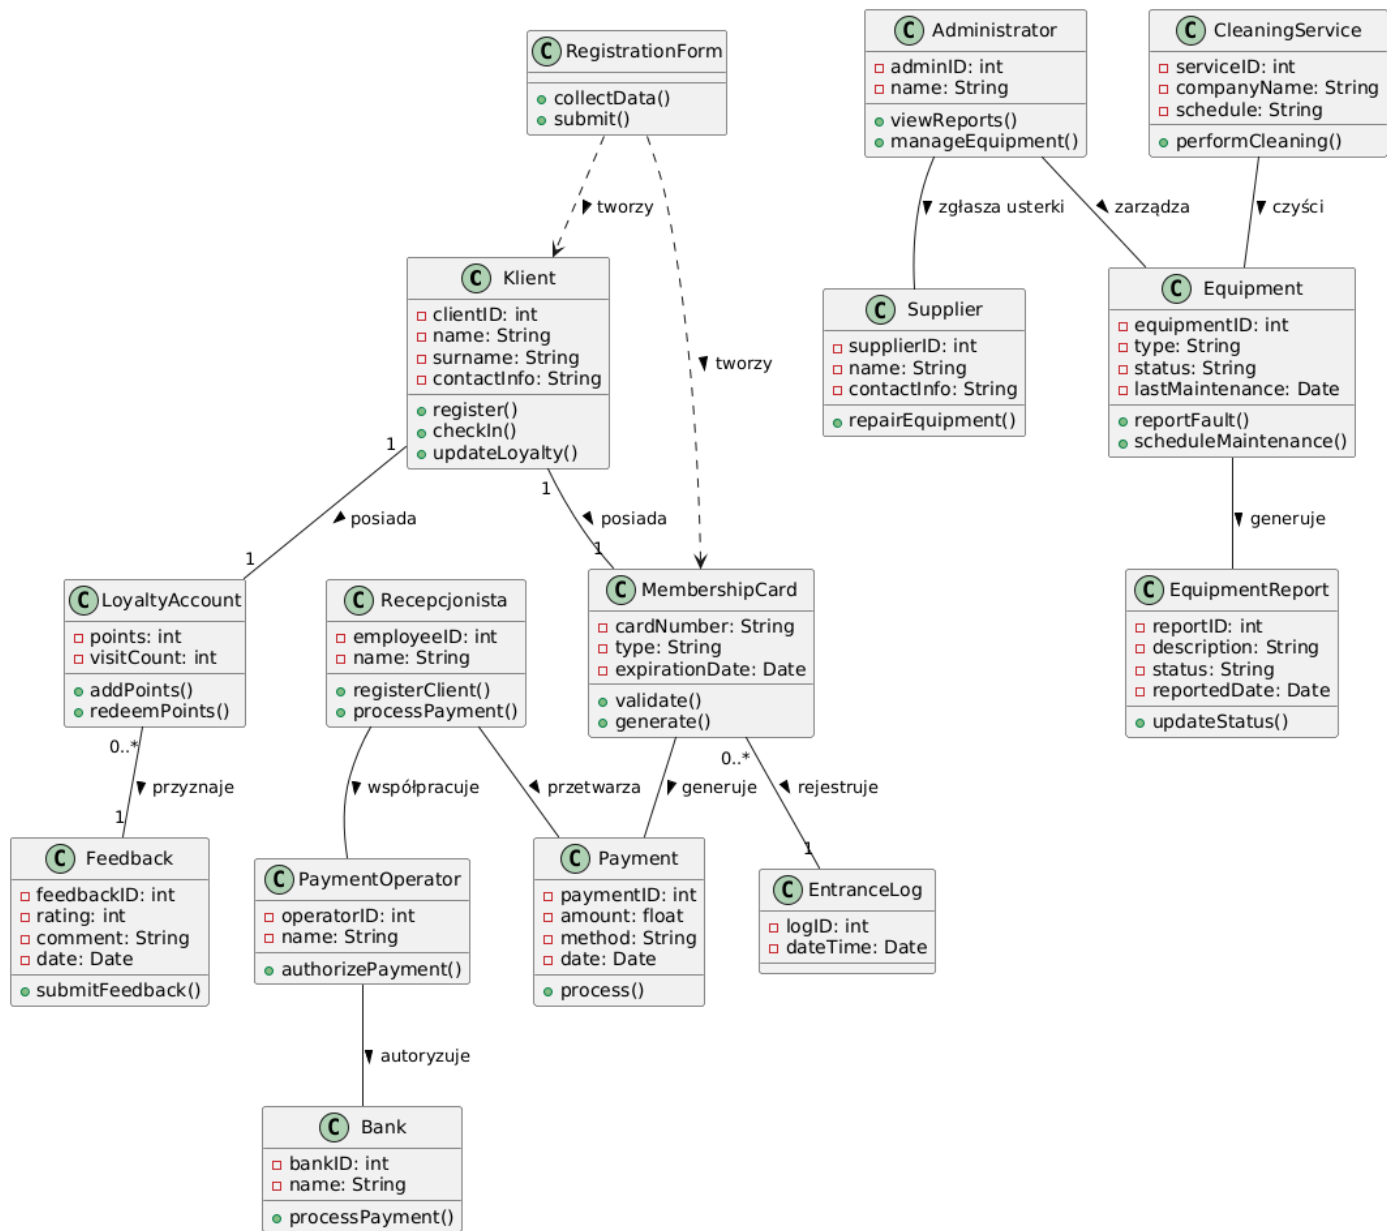 C RegistrationForm
collectData()
submit()
C Administrator
adminID: int
name: String
viewReports()
manageEquipment()
C CleaningService
serviceID: int
companyName: String
schedule: String
performCleaning()
tworzy
tworzy
zgłasza usterki
zarządza
czyści
C Klient
clientID: int
name: String
surname: String
contactInfo: String
register()
checkIn()
updateLoyalty()
C Supplier
supplierID: int
name: String
contactInfo: String
repairEquipment()
C Equipment
equipmentID: int
type: String
status: String
lastMaintenance: Date
reportFault()
scheduleMaintenance()
1
posiada
1
1
posiada
1
generuje
C LoyaltyAccount
points: int
visitCount: int
addPoints()
redeemPoints()
C Recepcjonista
employeeID: int
name: String
registerClient()
processPayment()
C MembershipCard
cardNumber: String
type: String
expirationDate: Date
validate()
generate()
C EquipmentReport
reportID: int
description: String
status: String
reportedDate: Date
updateStatus()
0..*
przyznaje
1
współpracuje
przetwarza
generuje
0..*
rejestruje
1
C Feedback
feedbackID: int
rating: int
comment: String
date: Date
submitFeedback()
C PaymentOperator
operatorID: int
name: String
authorizePayment()
C Payment
paymentID: int
amount: float
method: String
date: Date
process()
C EntranceLog
logID: int
dateTime: Date
autoryzuje
C Bank
bankID: int
name: String
processPayment()